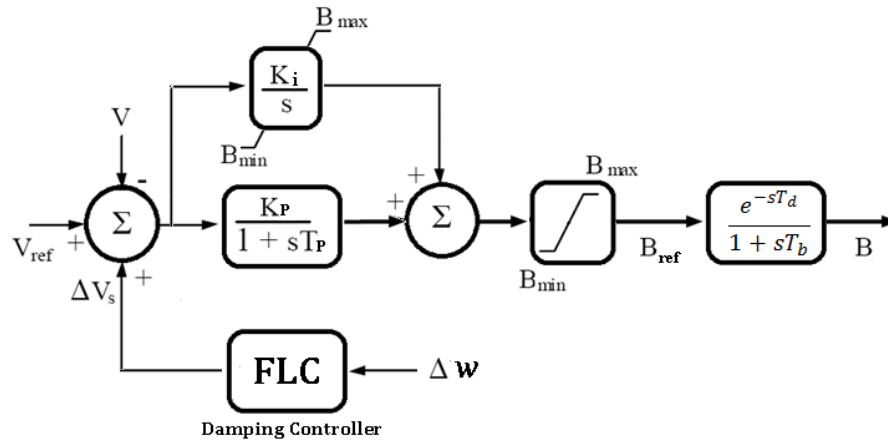 B max
K i
s
V
B min
-
+
Σ
V ref
+
+
ΔV s
K P
1 + sT P
+
+
Σ
B max
B min
B ref
e^{-sT_d}
1 + sT_b
B
FLC
Δ w
Damping Controller